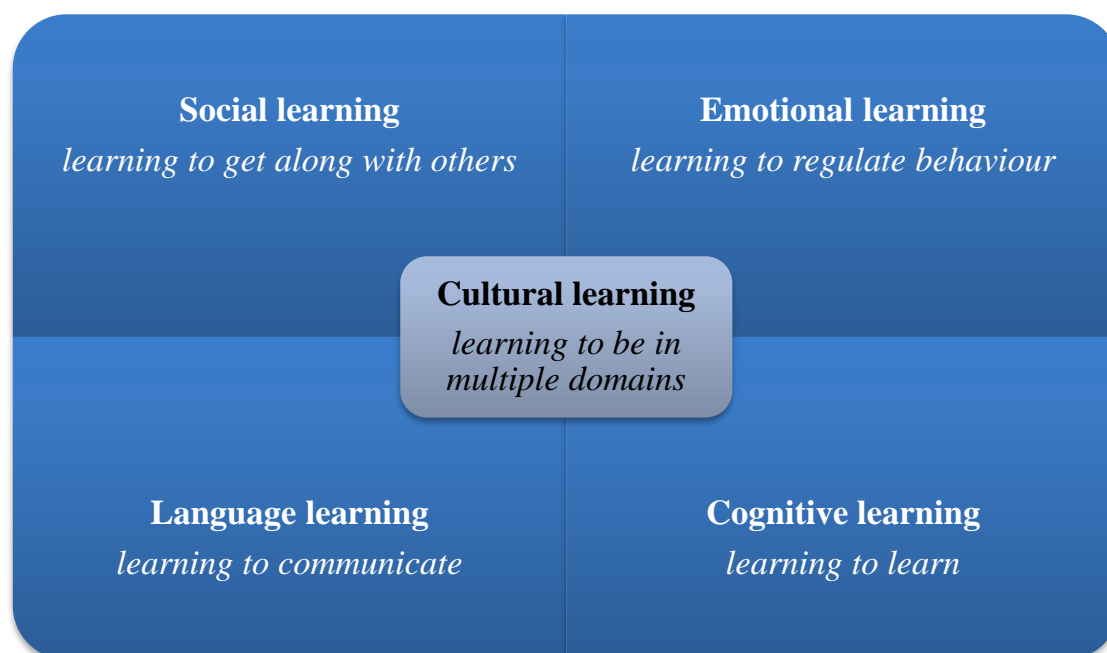 Social learning
learning to get along with others
Emotional learning
learning to regulate behaviour
Cultural learning
learning to be in
multiple domains
Language learning
learning to communicate
Cognitive learning
learning to learn